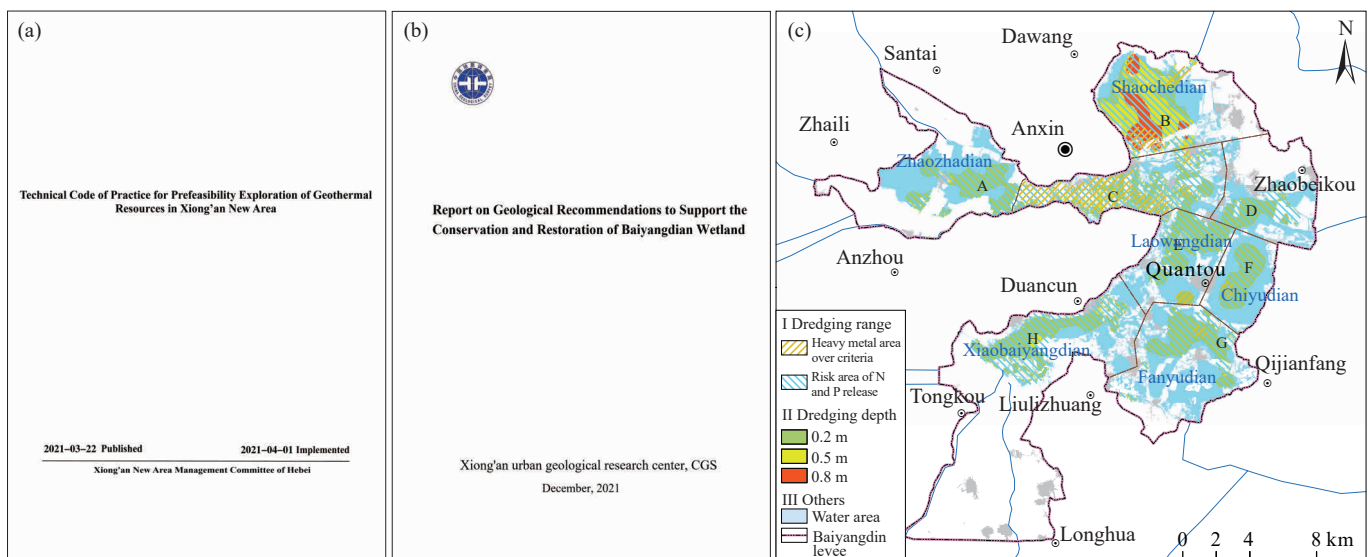 (a)
Technical Code of Practice for Prefeasibility Exploration of Geothermal
Resources in Xiong'an New Area
2021-03-22 Published
2021-04-01 Implemented
Xiong'an New Area Management Committee of Hebei
(b)
Report on Geological Recommendations to Support the
Conservation and Restoration of Baiyangdian Wetland
Xiong'an urban geological research center, CGS
December, 2021
(c)
N
Dawang
Santai
Shaochedian
B
Zhaili
Anxin
Zhaozhadian
A
Zhaobeikou
C
D
Laowangdian
E
Anzhou
Quantou
F
Duancun
Chiyudian
H
G
Xiaobaiyangdian
Qijianfang
Fanyudian
Tongkou
Liulizhuang
Longhua
I Dredging range
Heavy metal area
over criteria
Risk area of N
and P release
II Dredging depth
0.2 m
0.5 m
0.8 m
III Others
Water area
Baiyangdin
levee
0 2 4 8 km